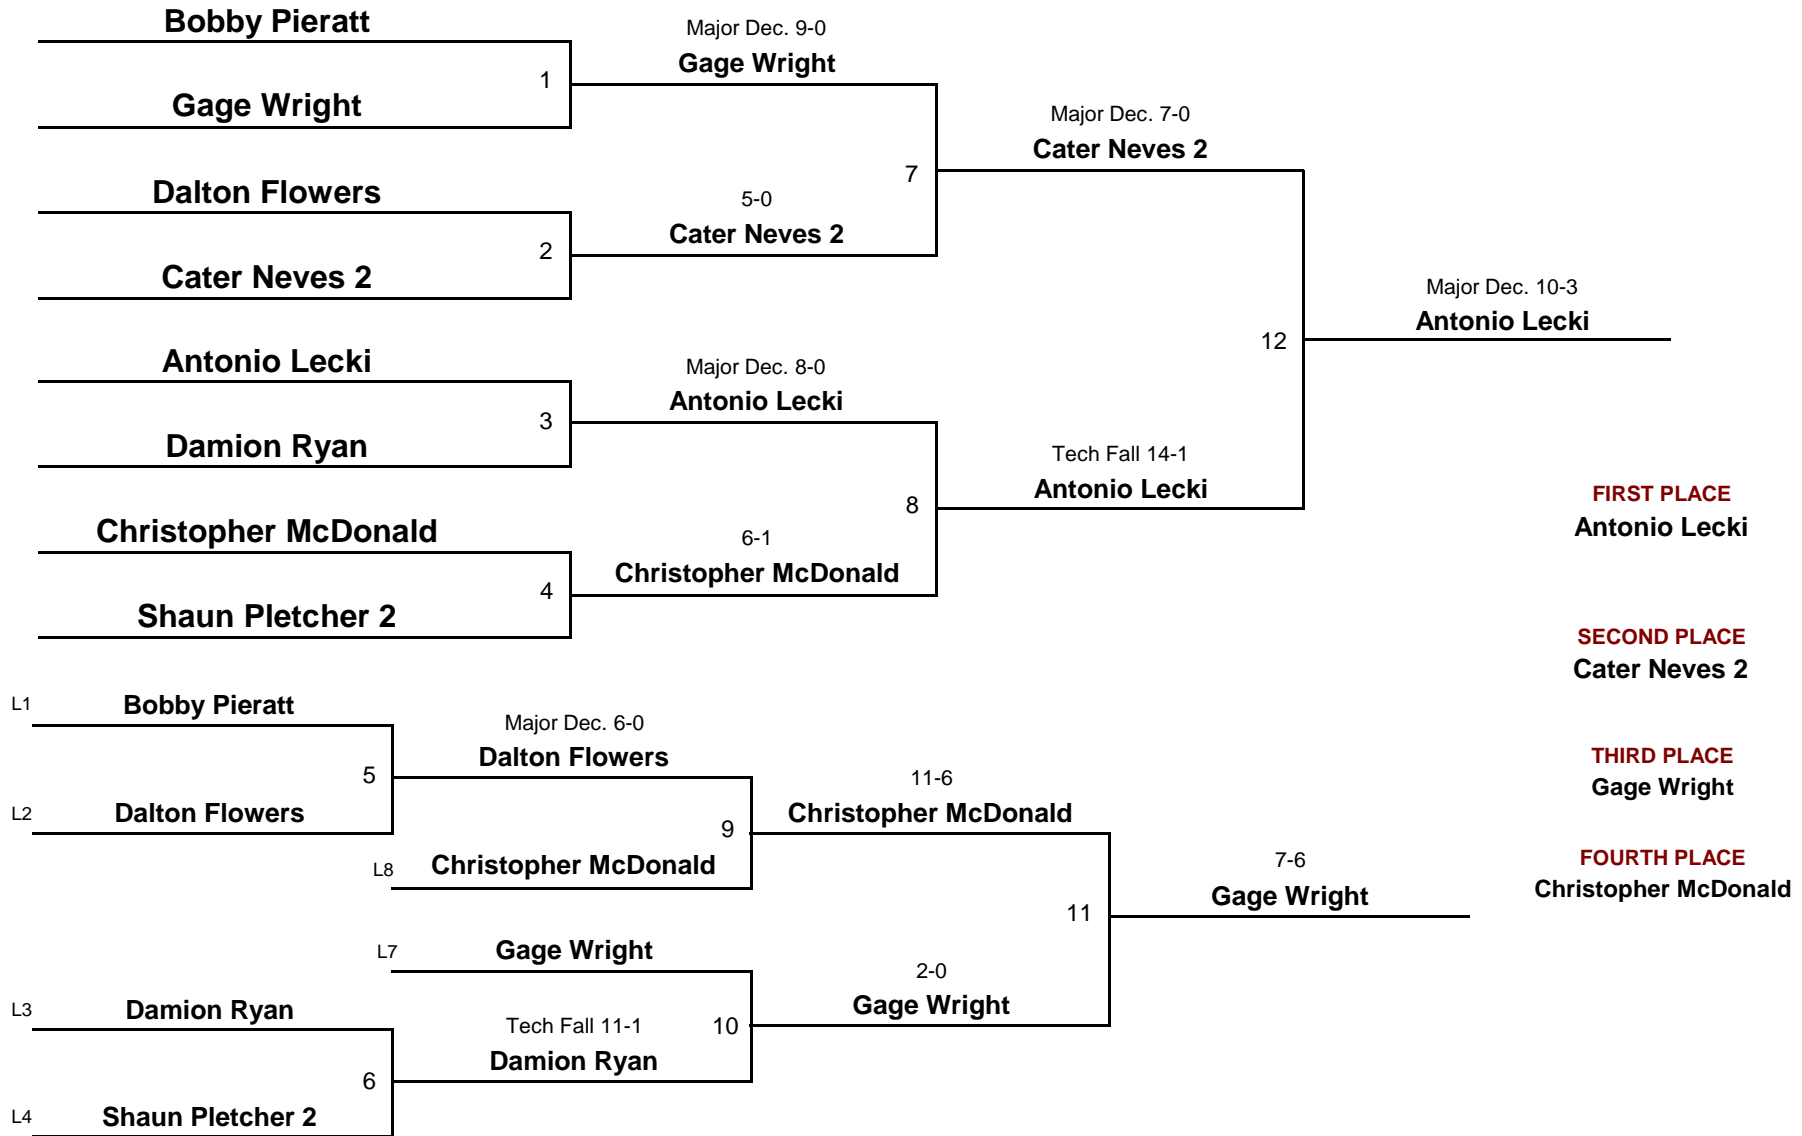 Bobby Pieratt
Major Dec. 9-0
Gage Wright
1
Gage Wright
Major Dec. 7-0
Cater Neves 2
7
Dalton Flowers
5-0
Cater Neves 2
2
Cater Neves 2
Major Dec. 10-3
Antonio Lecki
12
Antonio Lecki
Major Dec. 8-0
Antonio Lecki
3
Damion Ryan
Tech Fall 14-1
Antonio Lecki
8
Christopher McDonald
6-1
Christopher McDonald
4
Shaun Pletcher 2
FIRST PLACE
Antonio Lecki
SECOND PLACE
Cater Neves 2
THIRD PLACE
Gage Wright
FOURTH PLACE
Christopher McDonald
L1 Bobby Pieratt
Major Dec. 6-0
Dalton Flowers
5
L2 Dalton Flowers
11-6
Christopher McDonald
9
L8 Christopher McDonald
7-6
Gage Wright
11
L7 Gage Wright
2-0
Gage Wright
L3 Damion Ryan
Tech Fall 11-1
10
Damion Ryan
6
L4 Shaun Pletcher 2